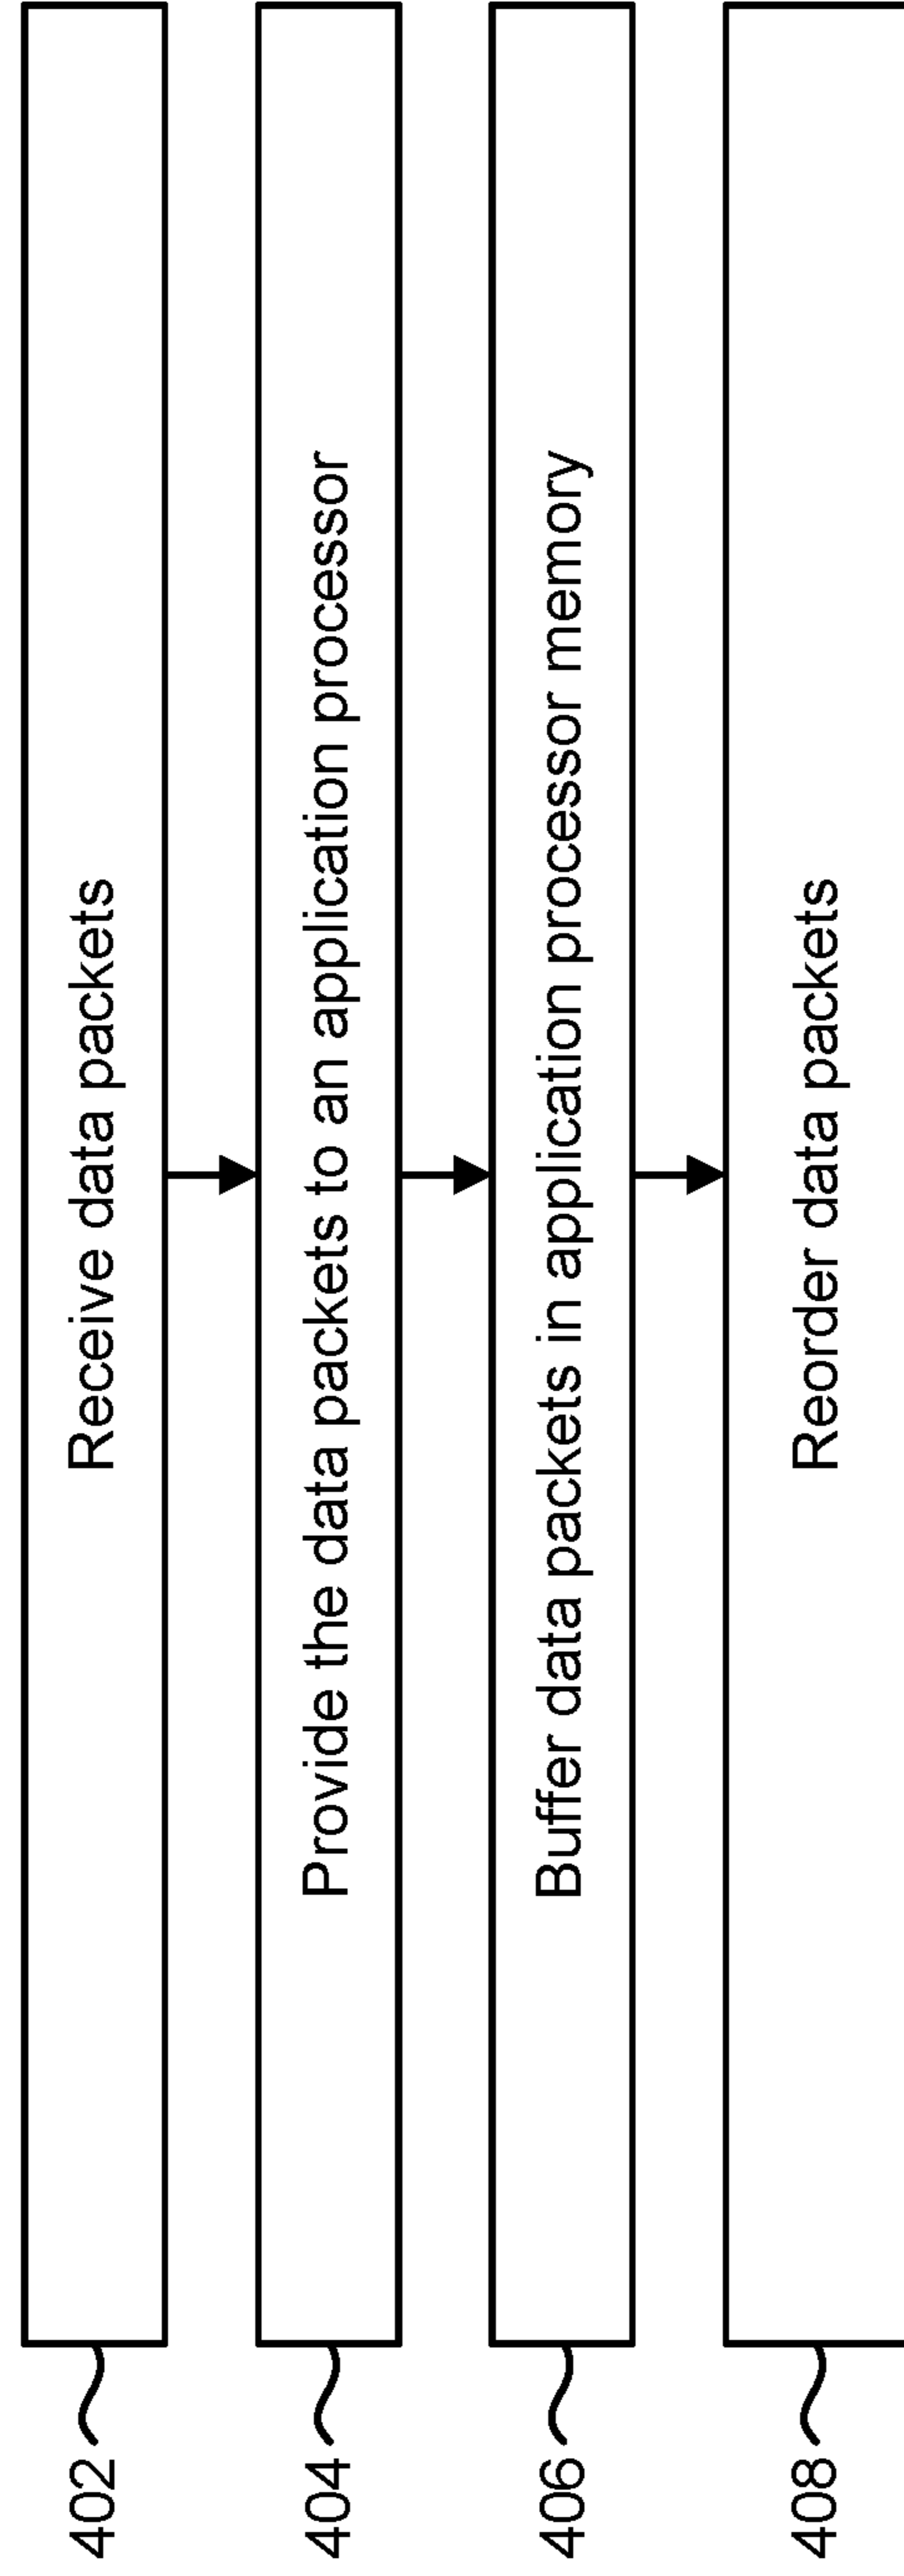 402
Receive data packets
404
Provide the data packets to an application processor
406
Buffer data packets in application processor memory
408
Reorder data packets